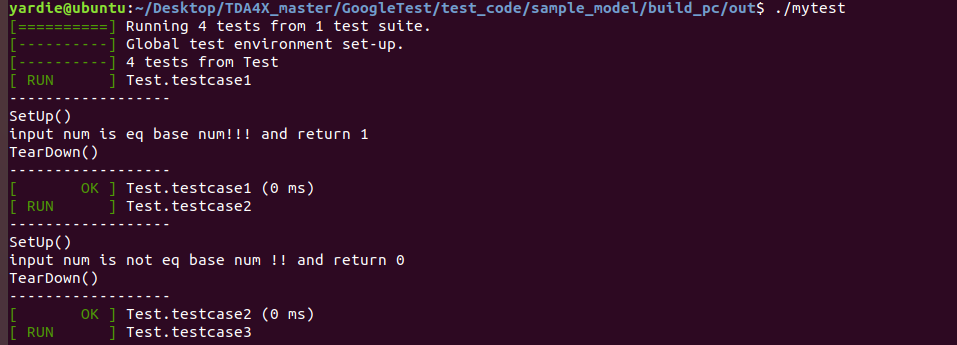 yardle@ubuntu:~/Desktop/TDA4X_master/GoogleTest/test_code/sample_model/build_pc/out$ ./mytest
[==========] Running 4 tests from 1 test suite.
[----------] Global test environment set-up.
[----------] 4 tests from Test
[ RUN      ] Test.testcase1
------------------
SetUp()
input num is eq base num!!! and return 1
TearDown()
------------------
[       OK ] Test.testcase1 (0 ms)
[ RUN      ] Test.testcase2
------------------
SetUp()
input num is not eq base num !! and return 0
TearDown()
------------------
[       OK ] Test.testcase2 (0 ms)
[ RUN      ] Test.testcase3